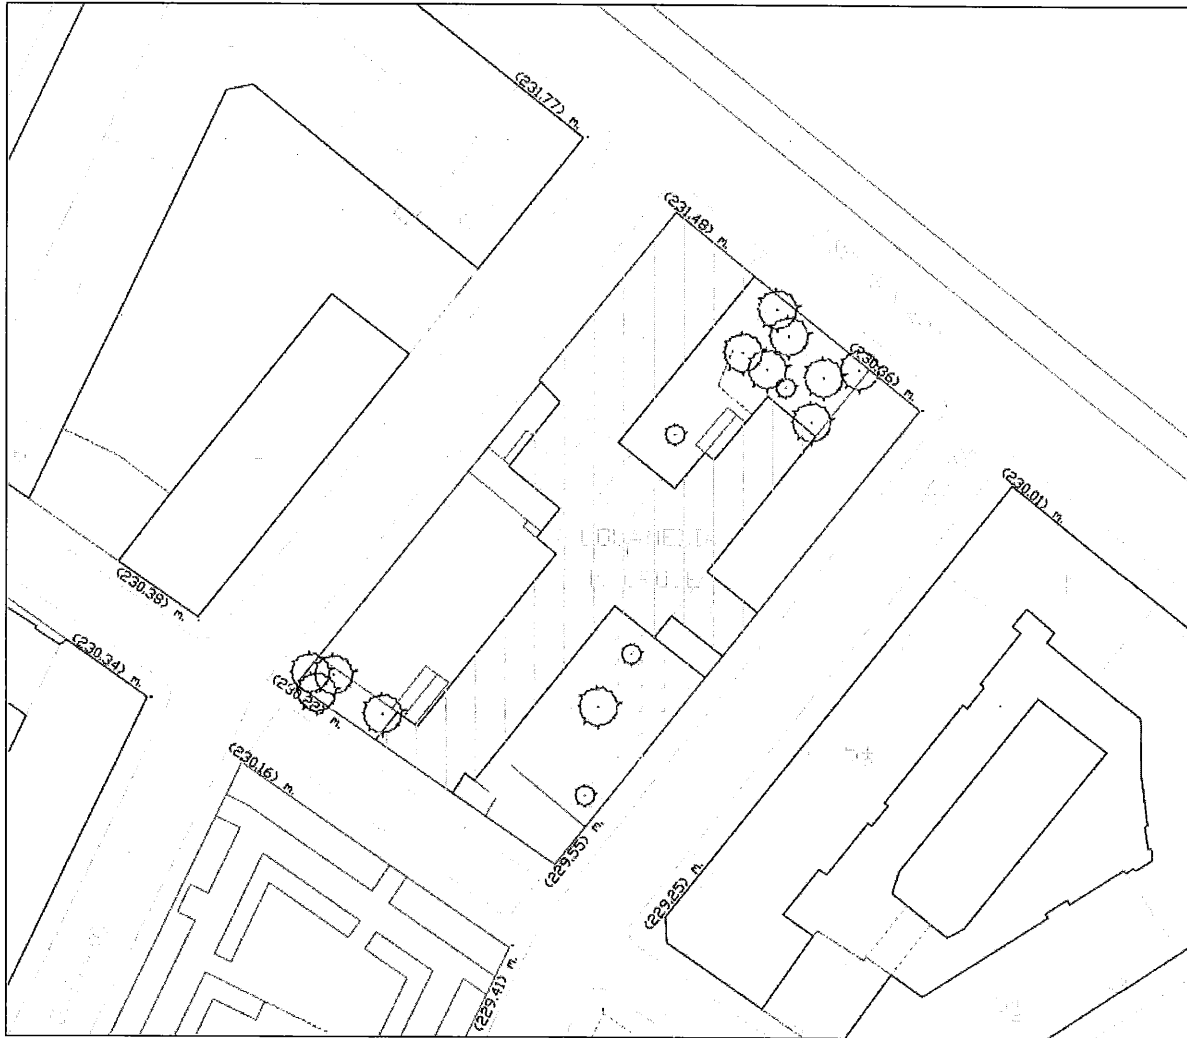 (231.77) m.
(231.48) m.
(230.36) m.
(230.01) m.
(230.38) m.
(230.34) m.
(230.22) m.
(230.16) m.
(229.55) m.
(229.25) m.
(229.41) m.